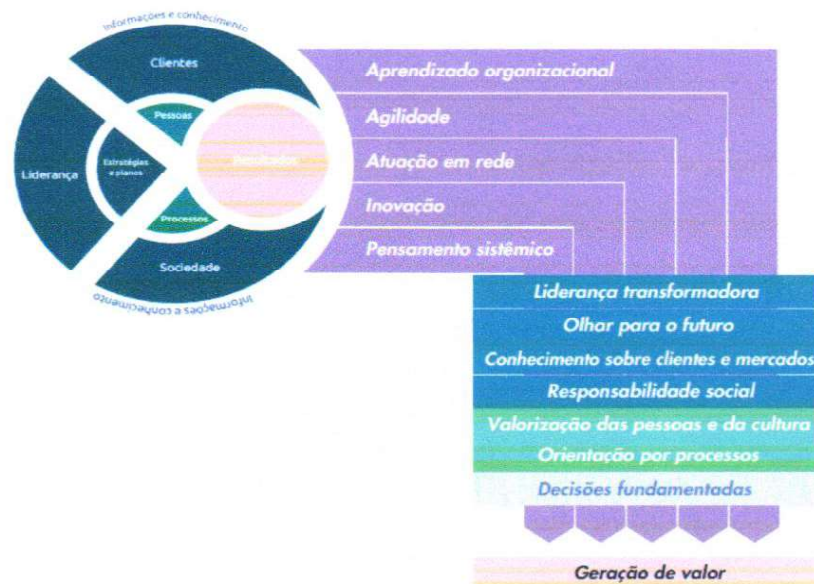 Informações e conhecimento
Clientes
Pessoas
Liderança
Estratégias
e planos
Resultados
Processos
Sociedade
Informações e conhecimento
Aprendizado organizacional
Agilidade
Atuação em rede
Inovação
Pensamento sistêmico
Liderança transformadora
Olhar para o futuro
Conhecimento sobre clientes e mercados
Responsabilidade social
Valorização das pessoas e da cultura
Orientação por processos
Decisões fundamentadas
Geração de valor